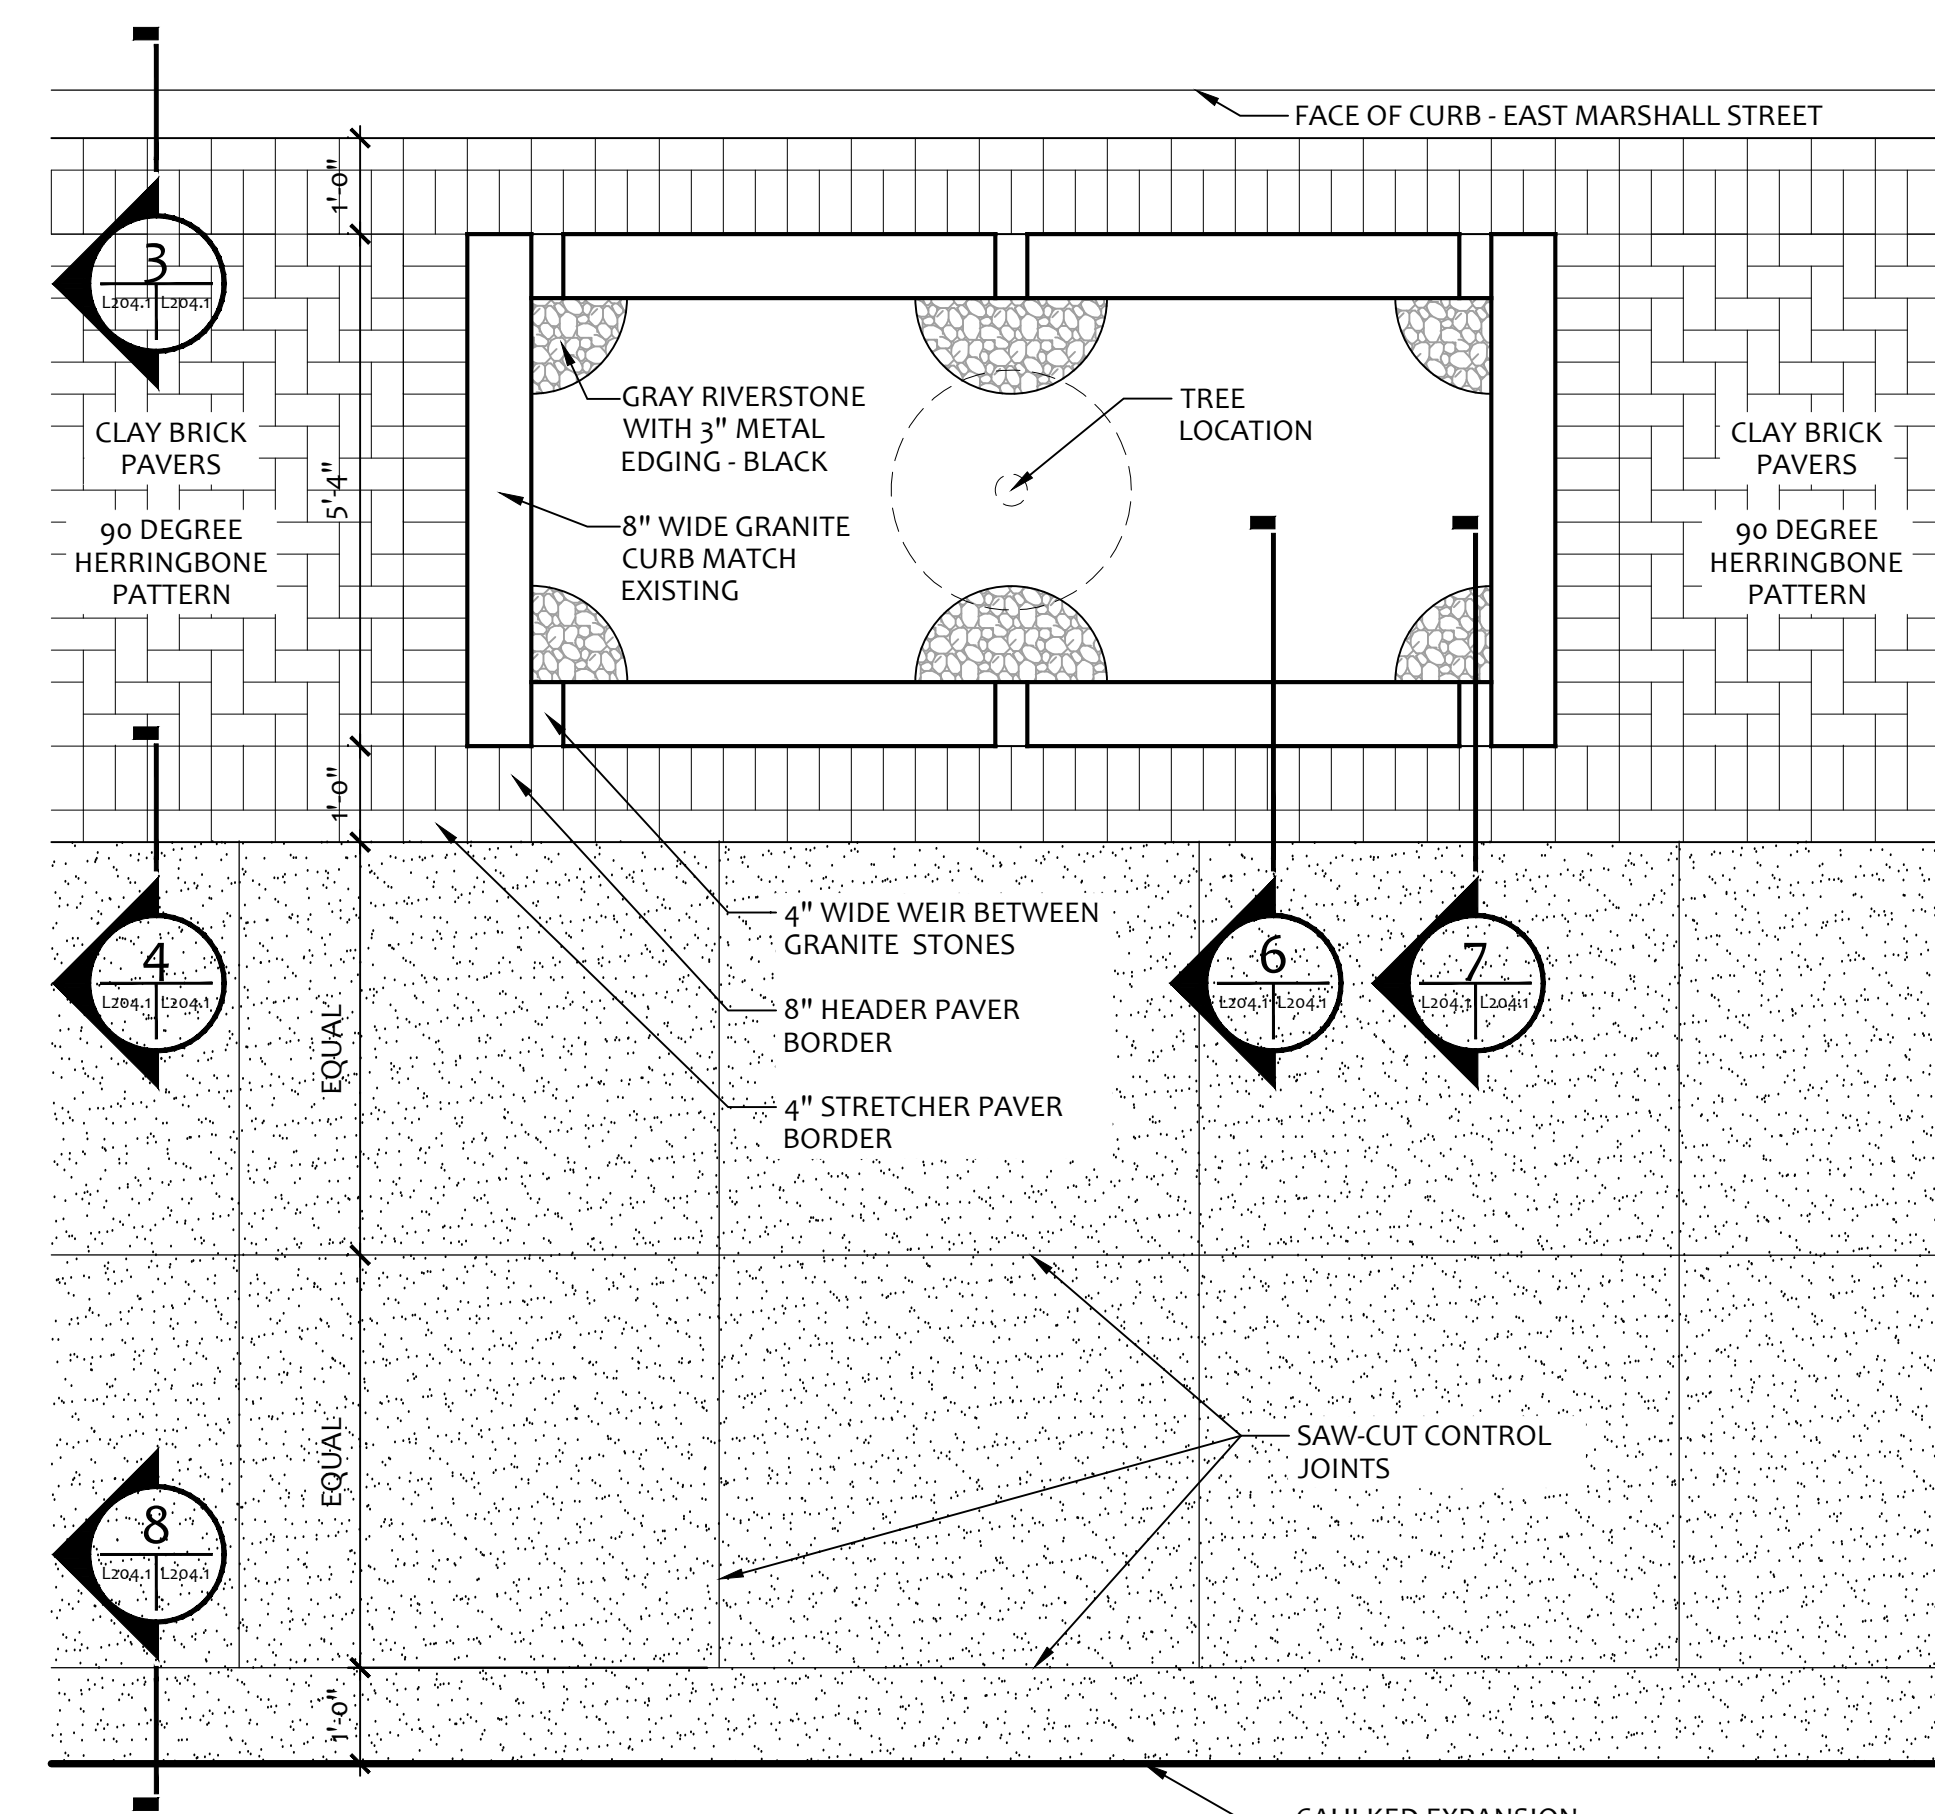 FACE OF CURB - EAST MARSHALL STREET
1'-0"
3
L204.1 L204.1
GRAY RIVERSTONE
WITH 3" METAL
EDGING - BLACK
TREE
LOCATION
CLAY BRICK
PAVERS
90 DEGREE
HERRINGBONE
PATTERN
5'-4"
8" WIDE GRANITE
CURB MATCH
EXISTING
CLAY BRICK
PAVERS
90 DEGREE
HERRINGBONE
PATTERN
1'-0"
4" WIDE WEIR BETWEEN
GRANITE STONES
4
L204.1 L204.1
6
L204.1 L204.1
7
L204.1 L204.1
8" HEADER PAVER
BORDER
EQUAL
4" STRETCHER PAVER
BORDER
SAW-CUT CONTROL
JOINTS
EQUAL
8
L204.1 L204.1
1'-0"
CAULKED EXPANSION